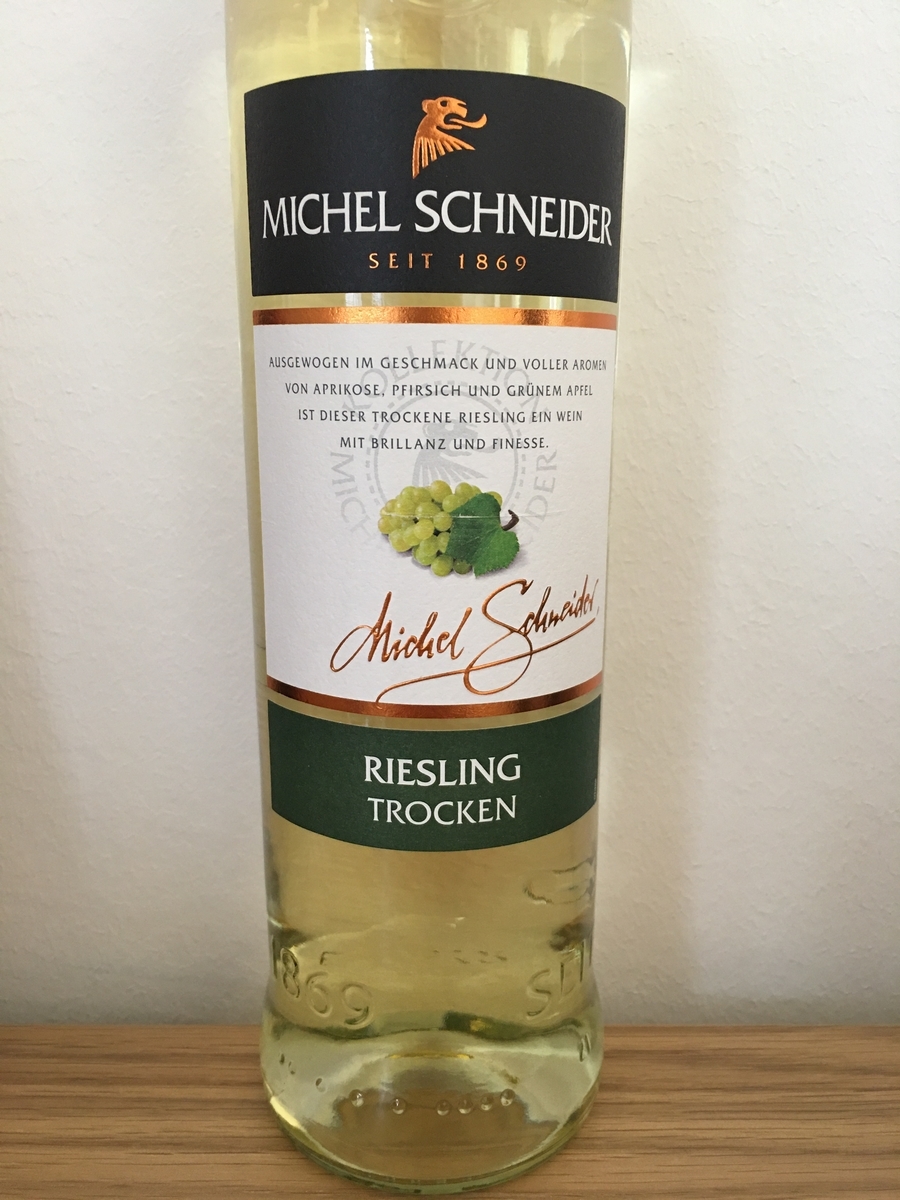 MICHEL SCHNEIDER
SEIT 1869
AUSGEWOGEN IM GESCHMACK UND VOLLER AROMEN
VON APRIKOSE, PFIRSICH UND GRÜNEM APFEL
IST DIESER TROCKENE RIESLING EIN WEIN
MIT BRILLANZ UND FINESSE.
KOLLEKTION
Michel Schneider
RIESLING
TROCKEN
1869